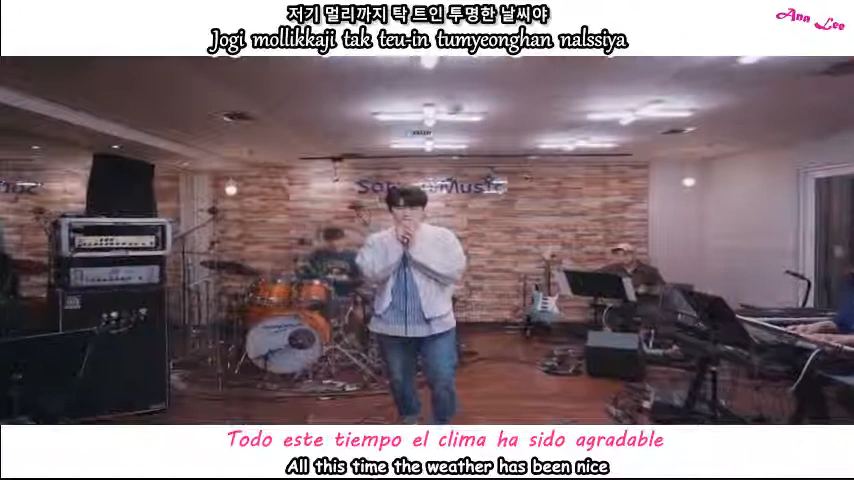 저기 멀리까지 탁 트인 투명한 날씨야
Jogi mollikkaji tak teu-in tumyeonghan nalssiya
Ana Lee
Todo este tiempo el clima ha sido agradable
All this time the weather has been nice